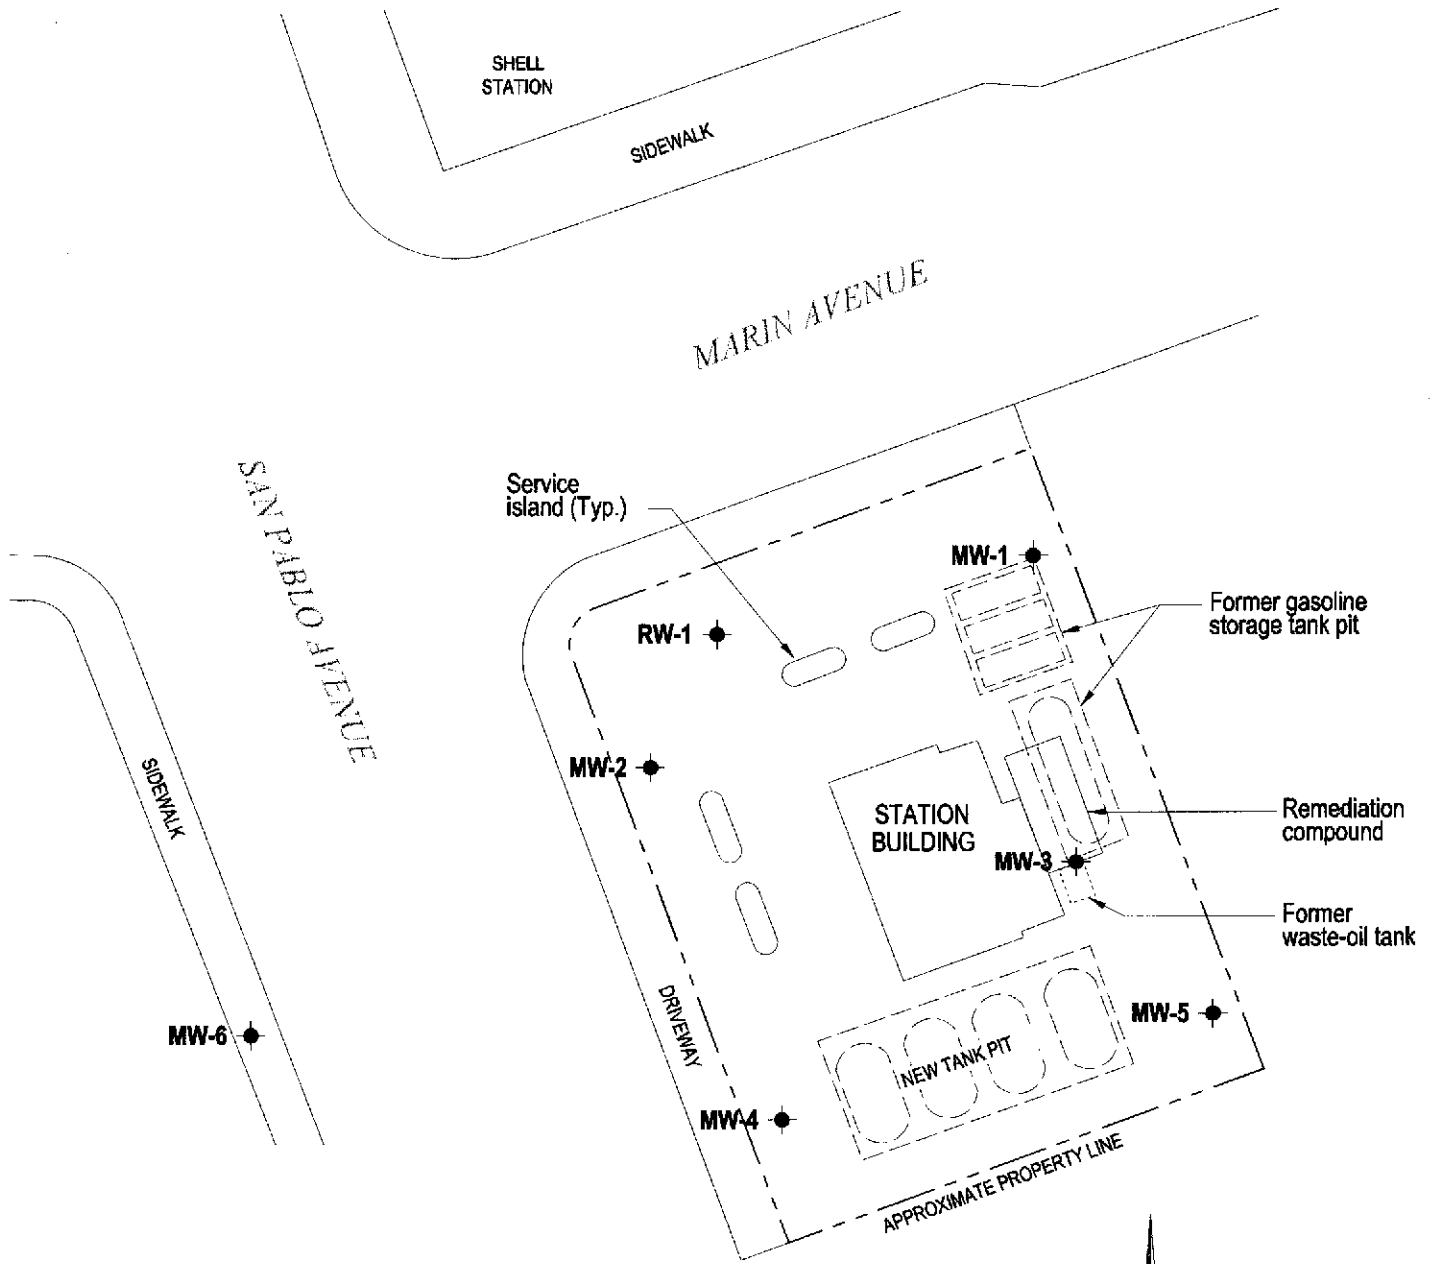 SHELL
STATION
SIDEWALK
MARIN AVENUE
SAN PABLO AVENUE
Service
island (Typ.)
MW-1
Former gasoline
storage tank pit
RW-1
MW-2
SIDEWALK
STATION
BUILDING
Remediation
compound
MW-3
Former
waste-oil tank
DRIVEWAY
MW-5
MW-6
NEW TANK PIT
MW-4
APPROXIMATE PROPERTY LINE